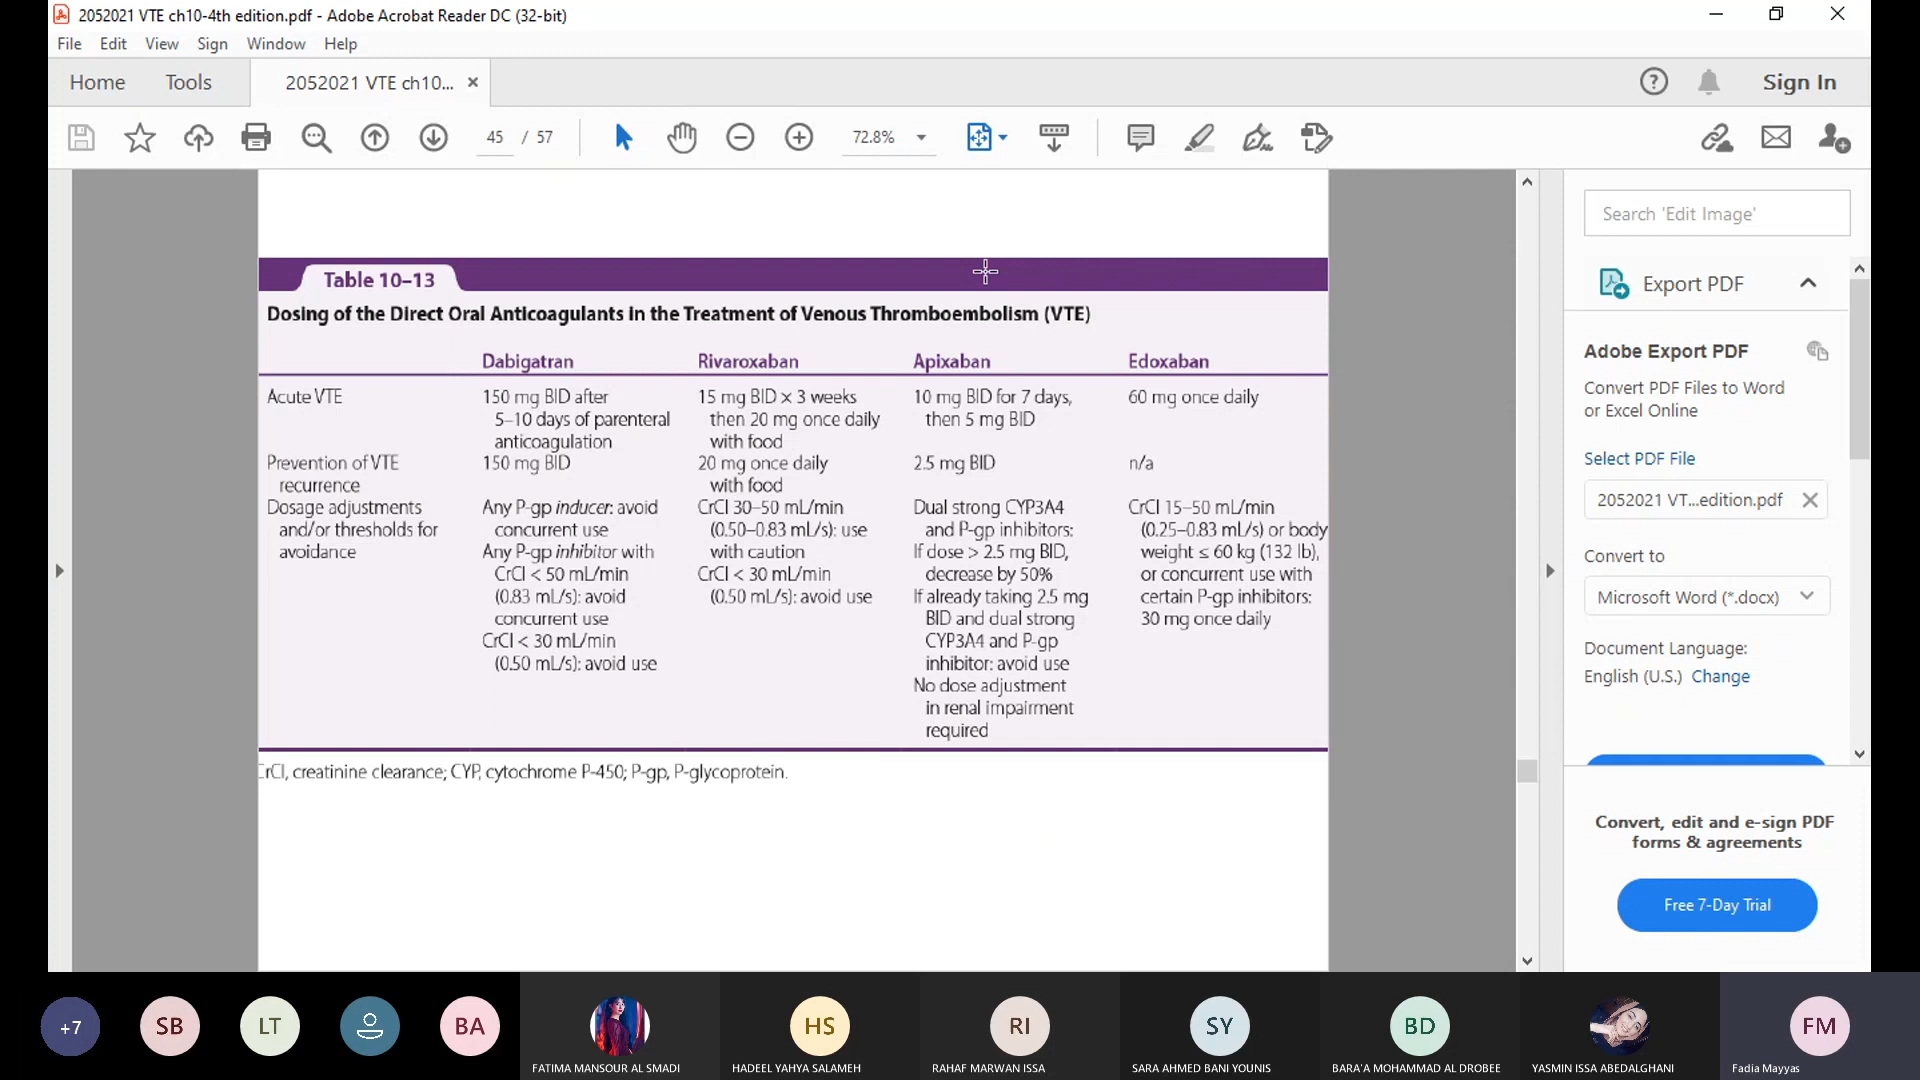 2052021 VTE ch10-4th edition.pdf - Adobe Acrobat Reader DC (32-bit)
File Edit View Sign Window Help
Home Tools 2052021 VTE ch10... Sign In
45 / 57 72.8%
Table 10–13
Dosing of the Direct Oral Anticoagulants in the Treatment of Venous Thromboembolism (VTE)
Dabigatran Rivaroxaban Apixaban Edoxaban
Acute VTE
150 mg BID after
5–10 days of parenteral
anticoagulation
15 mg BID × 3 weeks
then 20 mg once daily
with food
10 mg BID for 7 days,
then 5 mg BID
60 mg once daily
Prevention of VTE
recurrence
150 mg BID
20 mg once daily
with food
2.5 mg BID
n/a
Dosage adjustments
and/or thresholds for
avoidance
Any P-gp inducer: avoid
concurrent use
Any P-gp inhibitor with
CrCl < 50 mL/min
(0.83 mL/s): avoid
concurrent use
CrCl < 30 mL/min
(0.50 mL/s): avoid use
CrCl 30–50 mL/min
(0.50–0.83 mL/s): use
with caution
CrCl < 30 mL/min
(0.50 mL/s): avoid use
Dual strong CYP3A4
and P-gp inhibitors:
If dose > 2.5 mg BID,
decrease by 50%
If already taking 2.5 mg
BID and dual strong
CYP3A4 and P-gp
inhibitor: avoid use
No dose adjustment
in renal impairment
required
CrCl 15–50 mL/min
(0.25–0.83 mL/s) or body
weight ≤ 60 kg (132 lb),
or concurrent use with
certain P-gp inhibitors:
30 mg once daily
CrCl, creatinine clearance; CYP, cytochrome P-450; P-gp, P-glycoprotein.
Search 'Edit Image'
Export PDF
Adobe Export PDF
Convert PDF Files to Word
or Excel Online
Select PDF File
2052021 VT...edition.pdf
Convert to
Microsoft Word (*.docx)
Document Language:
English (U.S.) Change
Convert, edit and e-sign PDF
forms & agreements
Free 7-Day Trial
+7 SB LT BA HS RI SY BD FM
FATIMA MANSOUR AL SMADI HADEEL YAHYA SALAMEH RAHAF MARWAN ISSA SARA AHMED BANI YOUNIS BARA'A MOHAMMAD AL DROBEE YASMIN ISSA ABEDALGHANI Fadia Mayyas